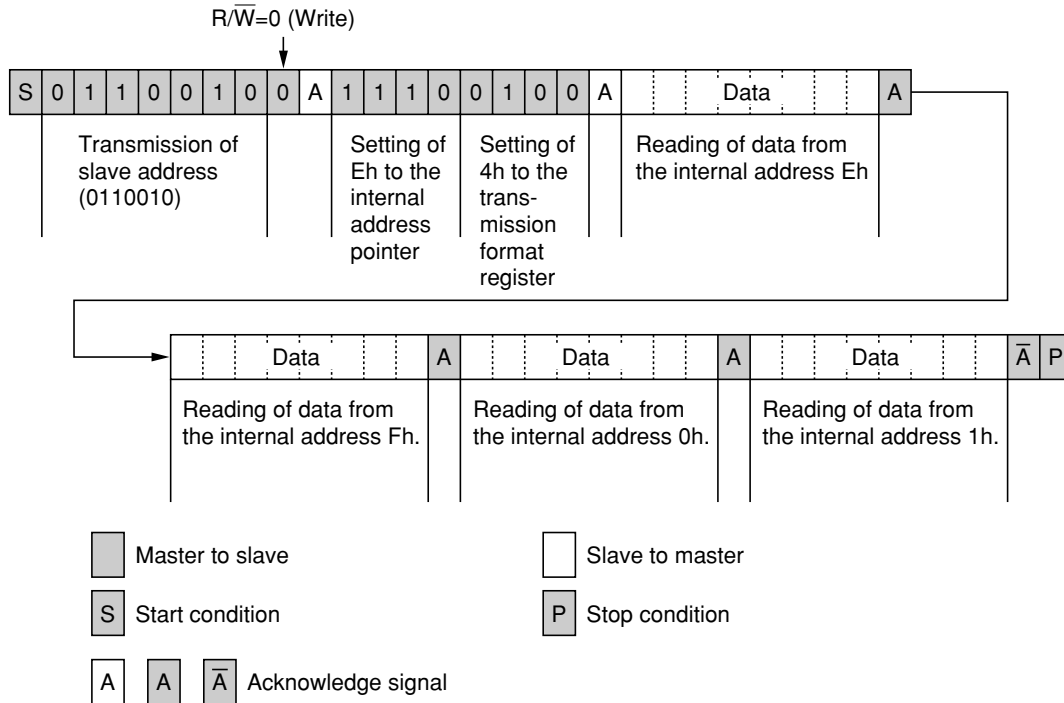 R/W̅=0 (Write)
S 0 1 1 0 0 1 0 0 A 1 1 1 0 0 1 0 0 A Data A
Transmission of
slave address
(0110010)
Setting of
Eh to the
internal
address
pointer
Setting of
4h to the
trans-
mission
format
register
Reading of data from
the internal address Eh
Data A Data A Data A̅ P
Reading of data from
the internal address Fh.
Reading of data from
the internal address 0h.
Reading of data from
the internal address 1h.
Master to slave
Slave to master
S Start condition
P Stop condition
A A A̅ Acknowledge signal